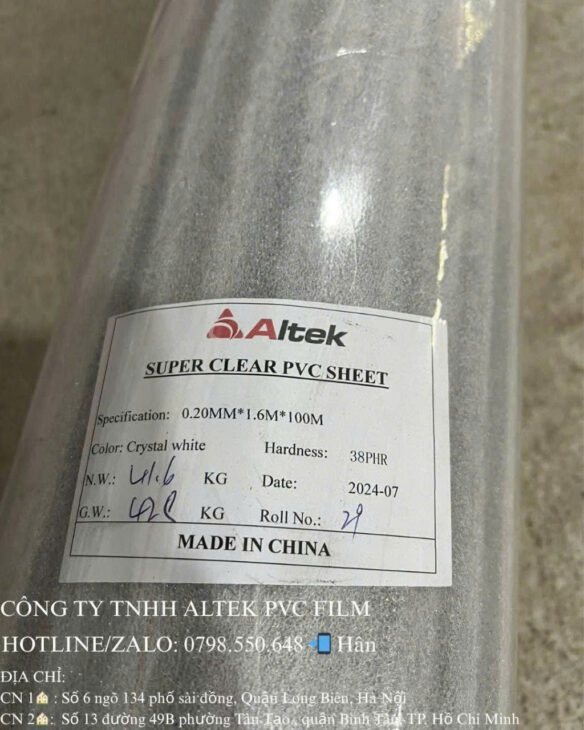 Altek
SUPER CLEAR PVC SHEET
Specification: 0.20MM*1.6M*100M
Color: Crystal white Hardness: 38PHR
N.W.: 41.6 KG Date: 2024-07
G.W.: KG Roll No.: 29
MADE IN CHINA
CÔNG TY TNHH ALTEK PVC FILM
HOTLINE/ZALO: 0798.550.648 Hân
ĐỊA CHỈ:
CN 1 : Số 6 ngõ 134 phố sài đồng, Quận Long Biên, Hà Nội
CN 2 : Số 13 đường 49B phường Tân Tạo , quận Bình Tân, TP. Hồ Chí Minh